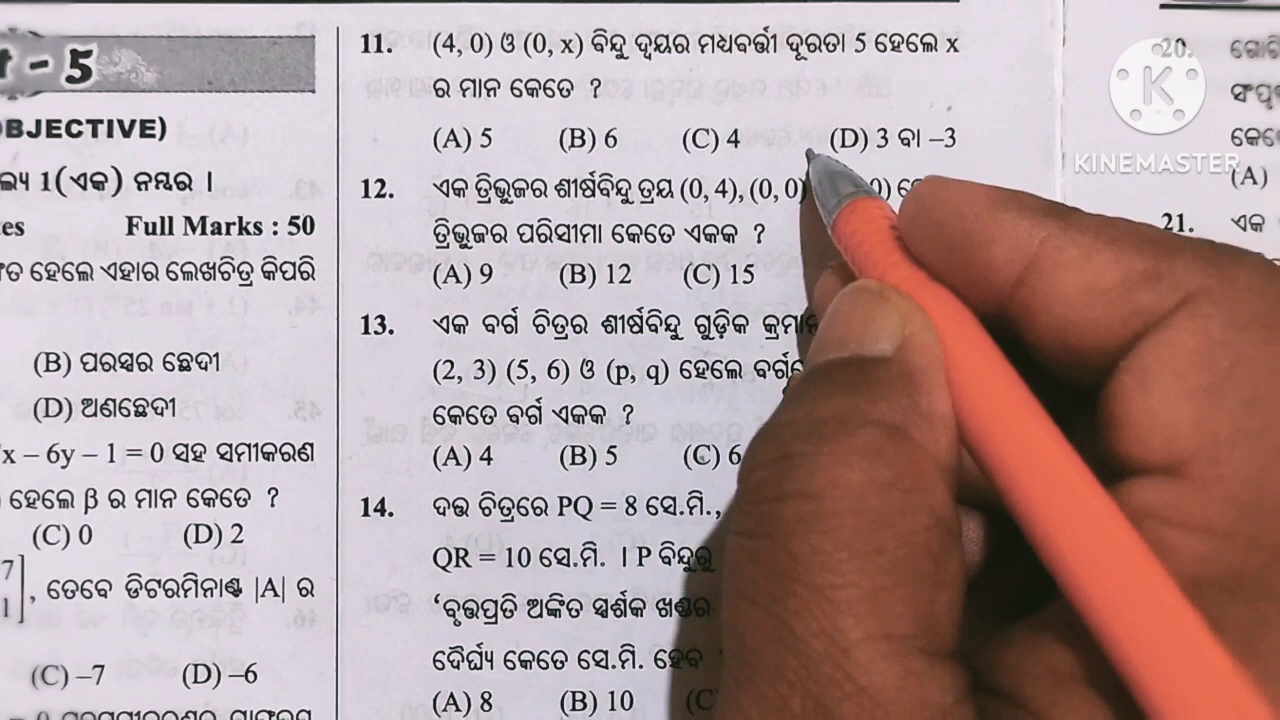 - 5
OBJECTIVE)
1(ଏକ) ନମ୍ବର ।
Full Marks : 50
ହେଲେ ଏହାର ଲେଖଚିତ୍ର କିପରି
(B) ପରସ୍ପର ଛେଦୀ
(D) ଅଣଛେଦୀ
x – 6y – 1 = 0 ସହ ସମୀକରଣ
ହେଲେ β ର ମାନ କେତେ ?
(C) 0 (D) 2
7
1], ତେବେ ଡିଟରମିନାଣ୍ଟ |A| ର
(C) –7 (D) –6
11. (4, 0) ଓ (0, x) ବିନ୍ଦୁ ଦ୍ଵୟର ମଧ୍ୟବର୍ତ୍ତୀ ଦୂରତା 5 ହେଲେ x
ର ମାନ କେତେ ?
(A) 5 (B) 6 (C) 4 (D) 3 ବା –3
12. ଏକ ତ୍ରିଭୁଜର ଶୀର୍ଷବିନ୍ଦୁ ତ୍ରୟ (0, 4), (0, 0) 0)
ତ୍ରିଭୁଜର ପରିସୀମା କେତେ ଏକକ ?
(A) 9 (B) 12 (C) 15
13. ଏକ ବର୍ଗ ଚିତ୍ରର ଶୀର୍ଷବିନ୍ଦୁ ଗୁଡ଼ିକ
(2, 3) (5, 6) ଓ (p, q) ହେଲେ
କେତେ ବର୍ଗ ଏକକ ?
(A) 4 (B) 5 (C) 6
14. ଦତ୍ତ ଚିତ୍ରରେ PQ = 8 ସେ.ମି.,
QR = 10 ସେ.ମି. । P ବିନ୍ଦୁରୁ
‘ବୃତ୍ତପ୍ରତି ଅଙ୍କିତ ସ୍ପର୍ଶକ ଖଣ୍ଡର
ଦୈର୍ଘ୍ୟ କେତେ ସେ.ମି. ହେବ
(A) 8 (B) 10 (C
20.
(A)
21. ଏକ
K
KINEMASTER